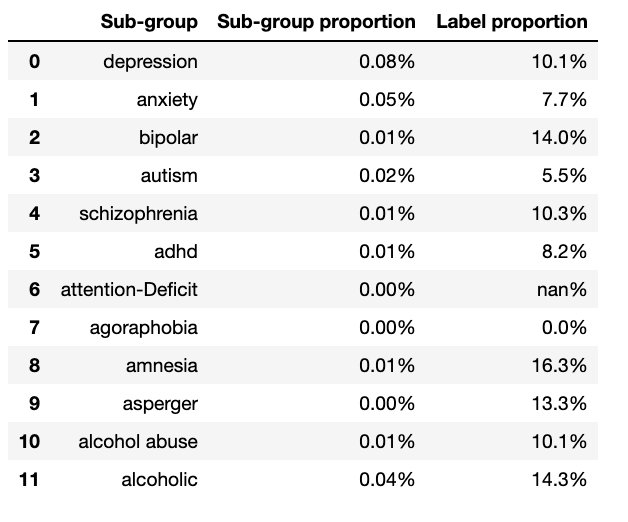 Sub-group Sub-group proportion Label proportion
0 depression 0.08% 10.1%
1 anxiety 0.05% 7.7%
2 bipolar 0.01% 14.0%
3 autism 0.02% 5.5%
4 schizophrenia 0.01% 10.3%
5 adhd 0.01% 8.2%
6 attention-Deficit 0.00% nan%
7 agoraphobia 0.00% 0.0%
8 amnesia 0.01% 16.3%
9 asperger 0.00% 13.3%
10 alcohol abuse 0.01% 10.1%
11 alcoholic 0.04% 14.3%